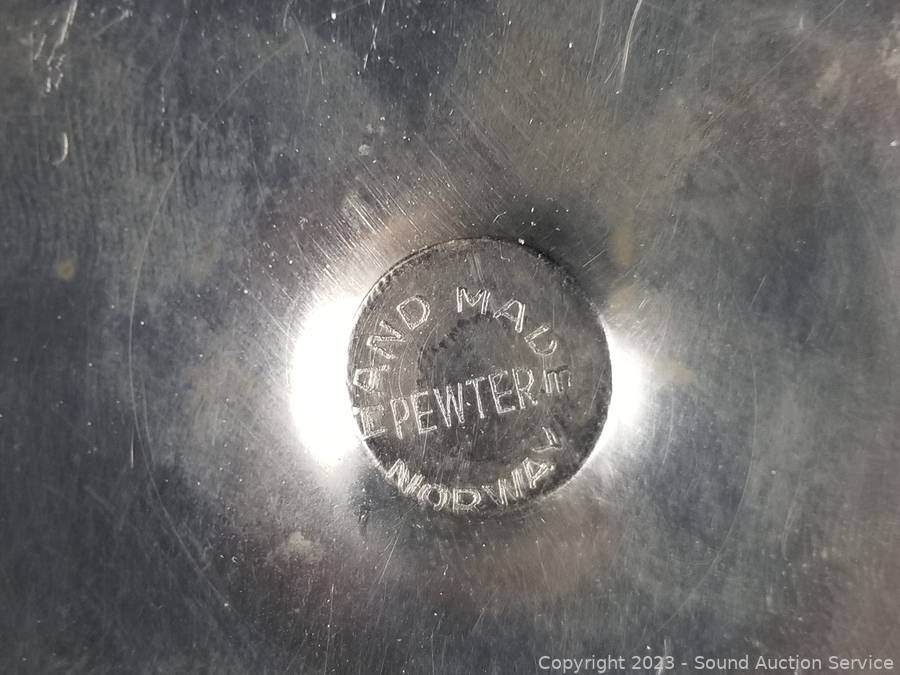 HAND MADE
PEWTER
NORWAY
Copyright 2023 - Sound Auction Service